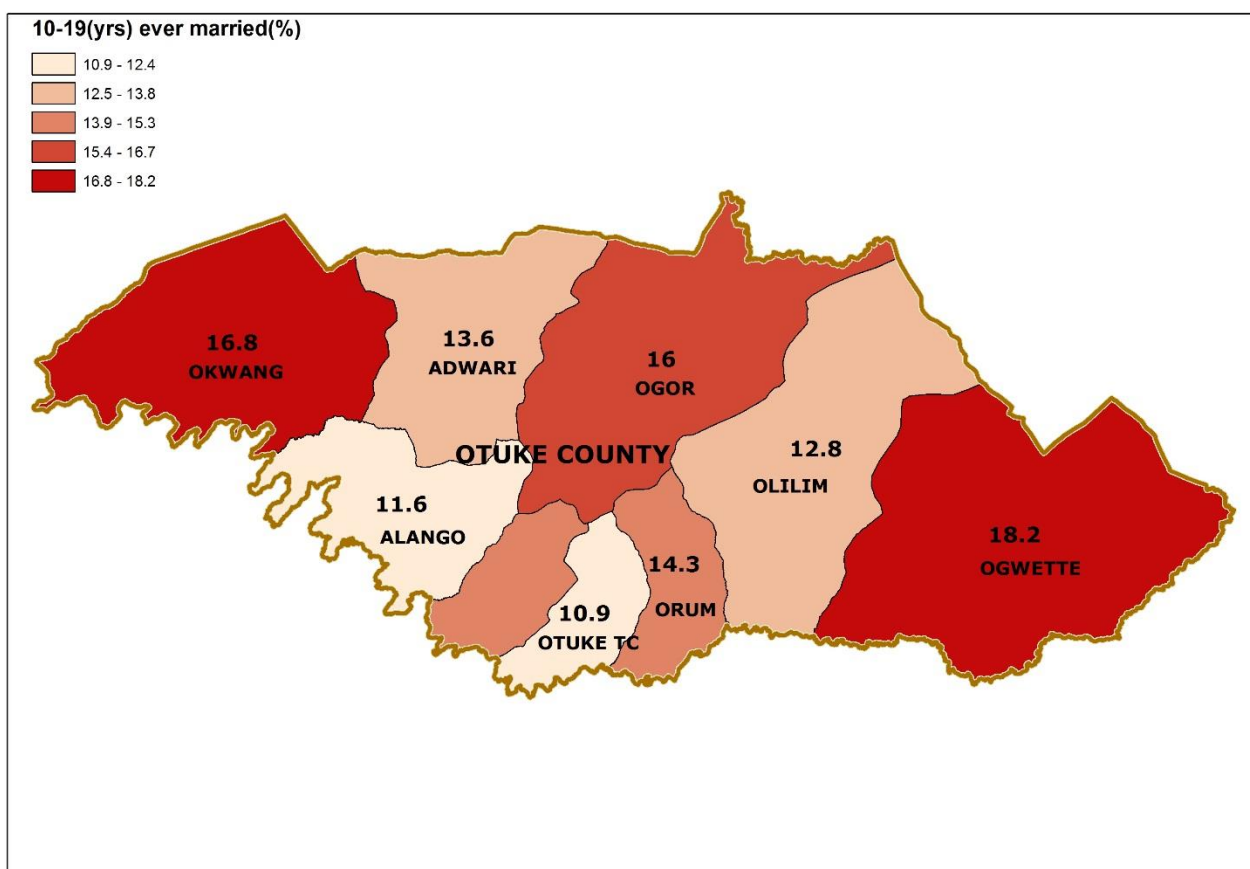 10-19(yrs) ever married(%)
10.9 - 12.4
12.5 - 13.8
13.9 - 15.3
15.4 - 16.7
16.8 - 18.2
16.8
OKWANG
13.6
ADWARI
16
OGOR
OTUKE COUNTY
12.8
OLILIM
11.6
ALANGO
18.2
OGWETTE
14.3
ORUM
10.9
OTUKE TC